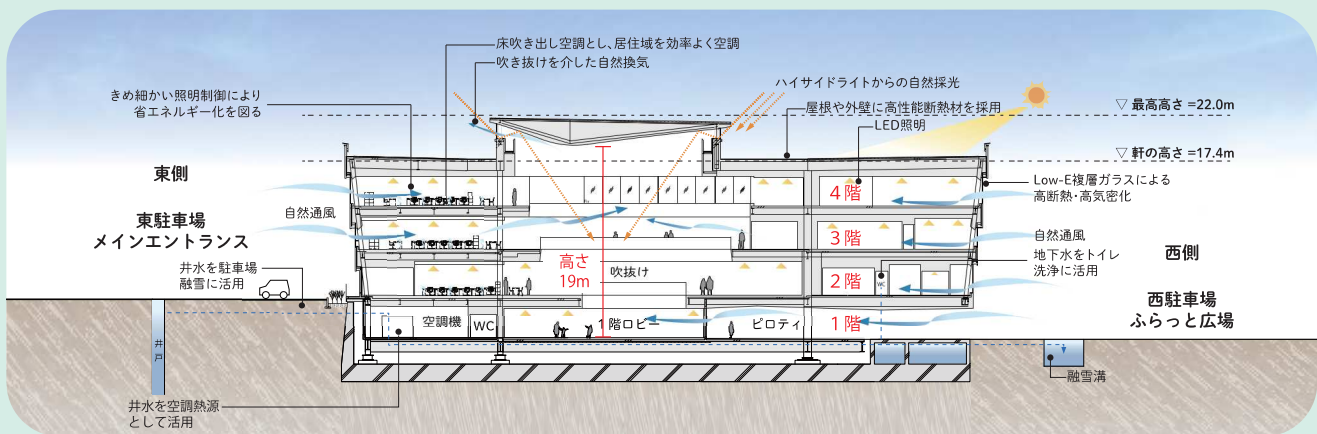 床吹き出し空調とし、居住域を効率よく空調
吹き抜けを介した自然換気
ハイサイドライトからの自然採光
きめ細かい照明制御により
省エネルギー化を図る
屋根や外壁に高性能断熱材を採用
▽ 最高高さ =22.0m
LED照明
▽ 軒の高さ =17.4m
東側
Low-E複層ガラスによる
高断熱・高気密化
4階
自然通風
東駐車場
メインエントランス
3階
自然通風
地下水をトイレ
洗浄に活用
西側
井水を駐車場
融雪に活用
高さ
19m
吹抜け
2階
WC
西駐車場
ふらっと広場
空調機
WC
1階ロビー
ピロティ
1階
井戸
融雪溝
井水を空調熱源
として活用